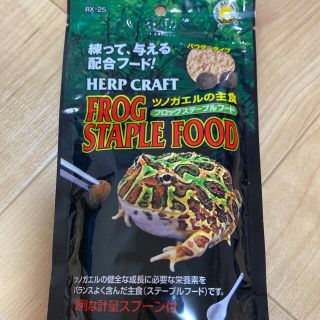 RX-25
練って、与える
配合フード!
パウダータイプ
HERP CRAFT
ツノガエルの主食
FROG
フロッグステープルフード
STAPLE FOOD
ツノガエルの健全な成長に必要な栄養素を
バランスよく含んだ主食(ステープルフード)です。
便利な計量スプーン付